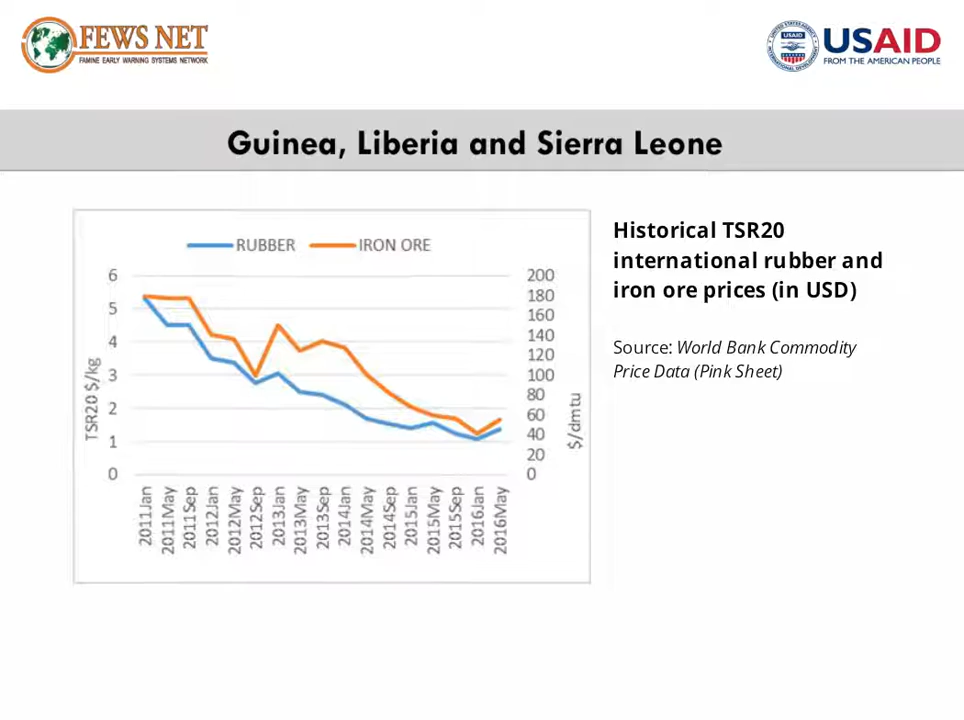 FEWS NET
FAMINE EARLY WARNING SYSTEMS NETWORK
USAID
USAID
FROM THE AMERICAN PEOPLE
Guinea, Liberia and Sierra Leone
RUBBER IRON ORE
6
5
4
3
2
1
0
TSR20 $/kg
200
180
160
140
120
100
80
60
40
20
0
$/dmtu
2011Jan
2011May
2011Sep
2012Jan
2012May
2012Sep
2013Jan
2013May
2013Sep
2014Jan
2014May
2014Sep
2015Jan
2015May
2015Sep
2016Jan
2016May
Historical TSR20
international rubber and
iron ore prices (in USD)
Source: World Bank Commodity
Price Data (Pink Sheet)